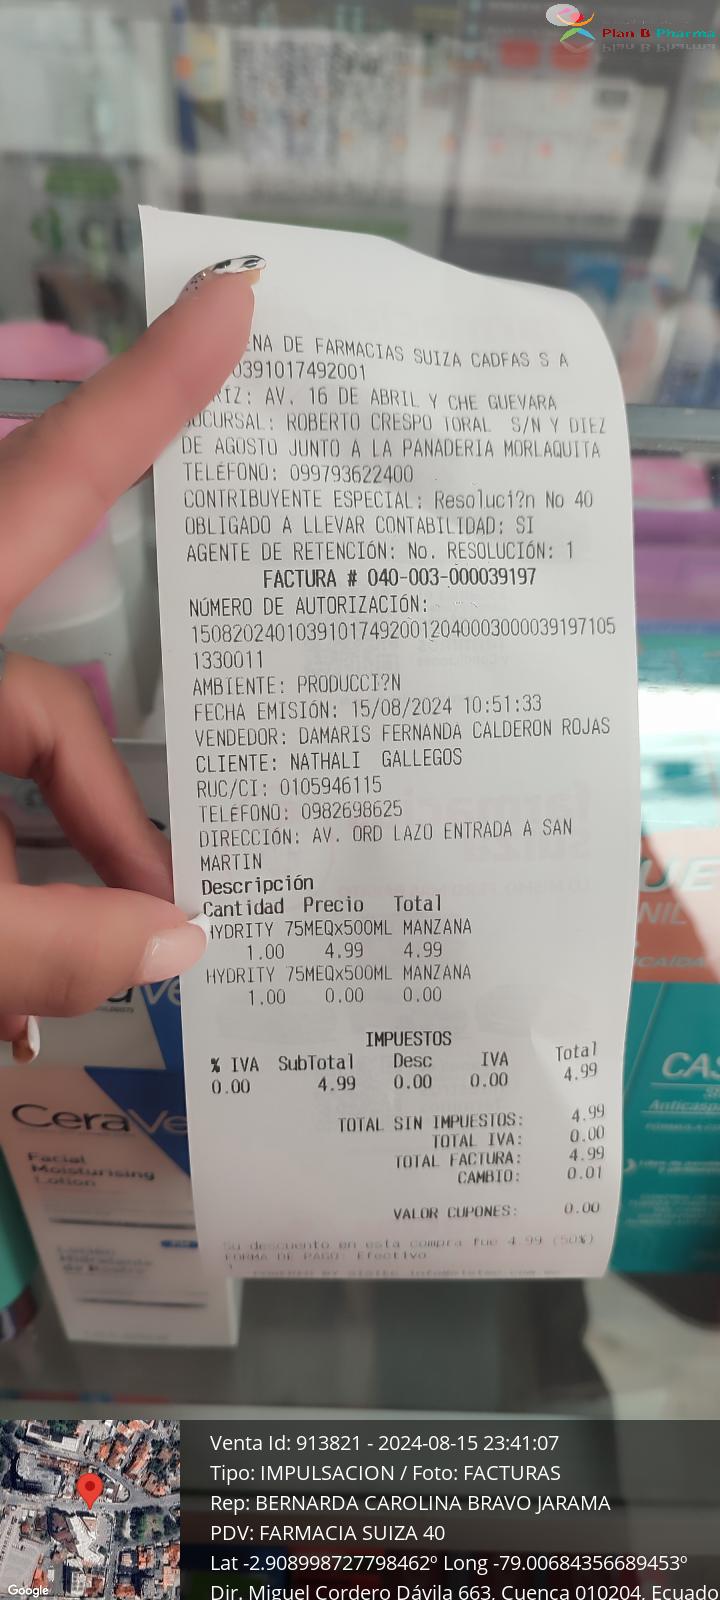 Plan B Pharma
ENA DE FARMACIAS SUIZA CADFAS S A
0391017492001
RIZ: AV. 16 DE ABRIL Y CHE GUEVARA
SUCURSAL: ROBERTO CRESPO TORAL S/N Y DIEZ
DE AGOSTO JUNTO A LA PANADERIA MORLAQUITA
TELÉFONO: 099793622400
CONTRIBUYENTE ESPECIAL: Resoluci?n No 40
OBLIGADO A LLEVAR CONTABILIDAD: SI
AGENTE DE RETENCIÓN: No. RESOLUCIÓN: 1
FACTURA # 040-003-000039197
NÚMERO DE AUTORIZACIÓN:
150820240103910174920012040003000039197105
1330011
AMBIENTE: PRODUCCI?N
FECHA EMISIÓN: 15/08/2024 10:51:33
VENDEDOR: DAMARIS FERNANDA CALDERON ROJAS
CLIENTE: NATHALI GALLEGOS
RUC/CI: 0105946115
TELÉFONO: 0982698625
DIRECCIÓN: AV. ORD LAZO ENTRADA A SAN
MARTIN
Descripción
Cantidad Precio Total
HYDRITY 75MEQx500ML MANZANA
1.00 4.99 4.99
HYDRITY 75MEQx500ML MANZANA
1.00 0.00 0.00
IMPUESTOS
% IVA SubTotal Desc IVA Total
0.00 4.99 0.00 0.00 4.99
TOTAL SIN IMPUESTOS: 4.99
TOTAL IVA: 0.00
TOTAL FACTURA: 4.99
CAMBIO: 0.01
VALOR CUPONES: 0.00
Su descuento en esta compra fue 4.99 (50%)
FORMA DE PAGO: Efectivo
CeraVe
Facial
Moisturising
Lotion
CAS
Anticaspa
Google
Venta Id: 913821 - 2024-08-15 23:41:07
Tipo: IMPULSACION / Foto: FACTURAS
Rep: BERNARDA CAROLINA BRAVO JARAMA
PDV: FARMACIA SUIZA 40
Lat -2.908998727798462º Long -79.00684356689453º
Dir. Miguel Cordero Dávila 663, Cuenca 010204, Ecuado